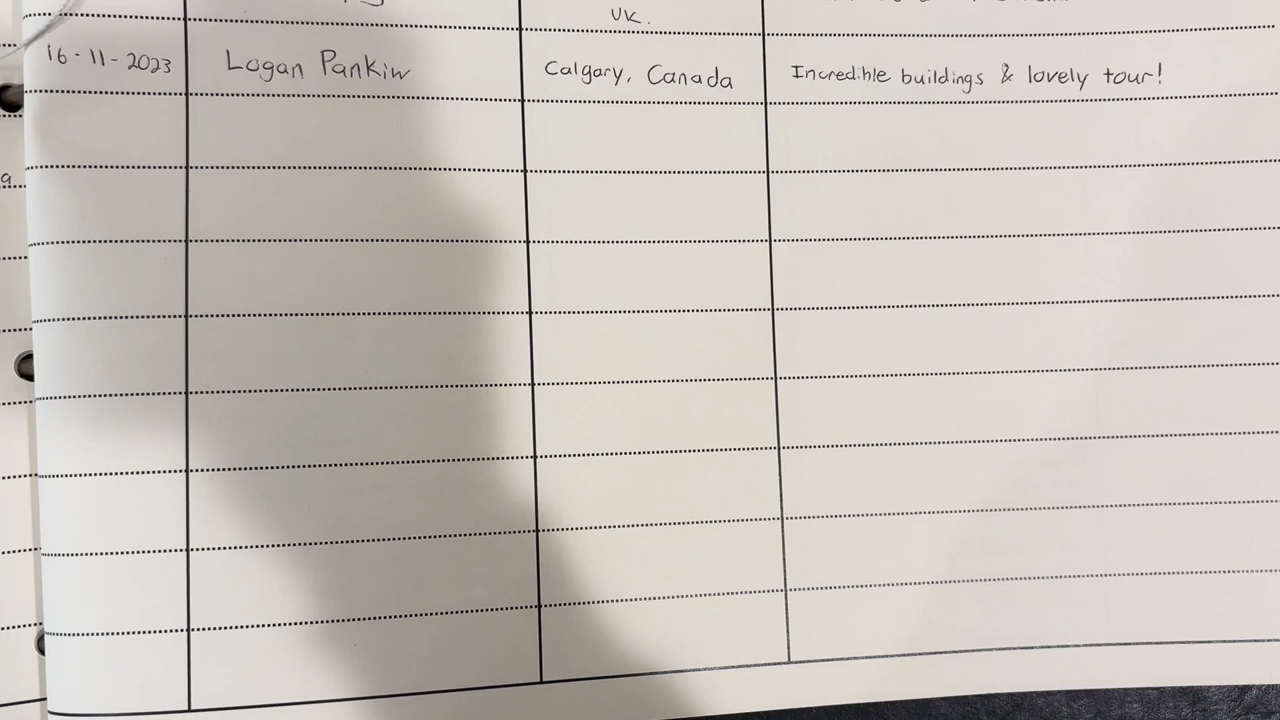 UK.
16-11-2023 Logan Pankiw Calgary, Canada Incredible buildings & lovely tour!
a